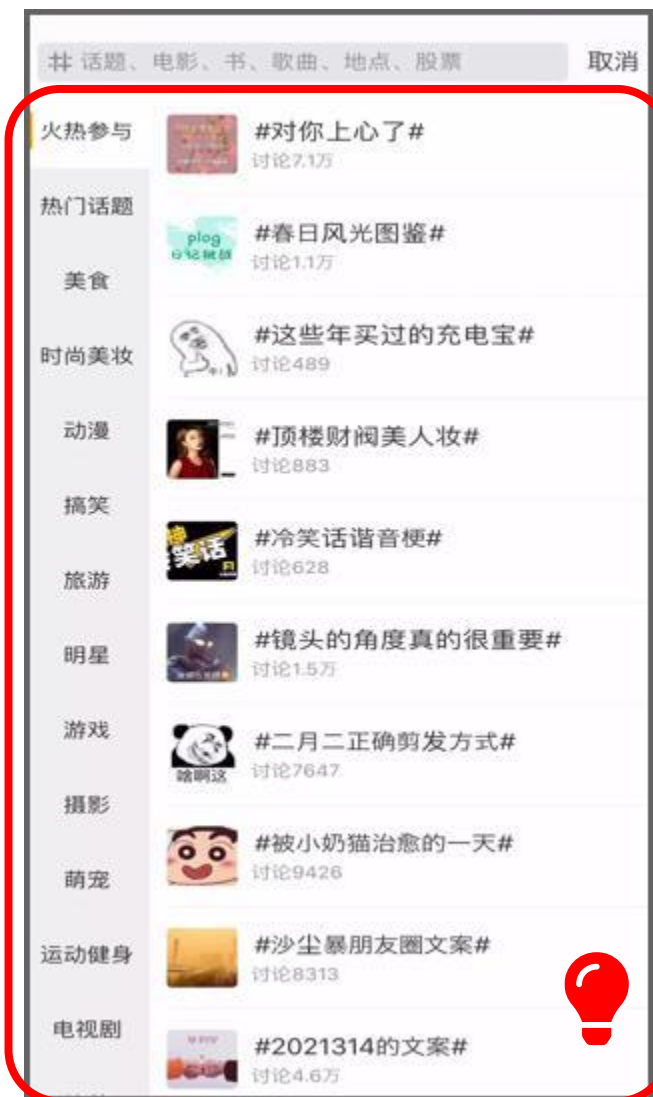 # 话题、电影、书、歌曲、地点、股票
取消
火热参与
热门话题
美食
时尚美妆
动漫
搞笑
旅游
明星
游戏
摄影
萌宠
运动健身
电视剧
#对你上心了#
讨论7.1万
plog
#春日风光图鉴#
讨论1.1万
#这些年买过的充电宝#
讨论489
#顶楼财阀美人妆#
讨论883
笑话
#冷笑话谐音梗#
讨论628
#镜头的角度真的很重要#
讨论1.5万
啥啊这
#二月二正确剪发方式#
讨论7647
#被小奶猫治愈的一天#
讨论9426
#沙尘暴朋友圈文案#
讨论8313
#2021314的文案#
讨论4.6万